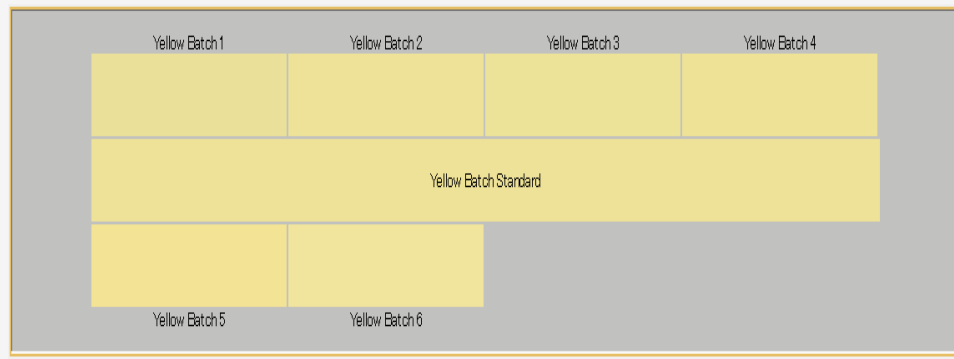 Yellow Batch 1
Yellow Batch 2
Yellow Batch 3
Yellow Batch 4
Yellow Batch Standard
Yellow Batch 5
Yellow Batch 6